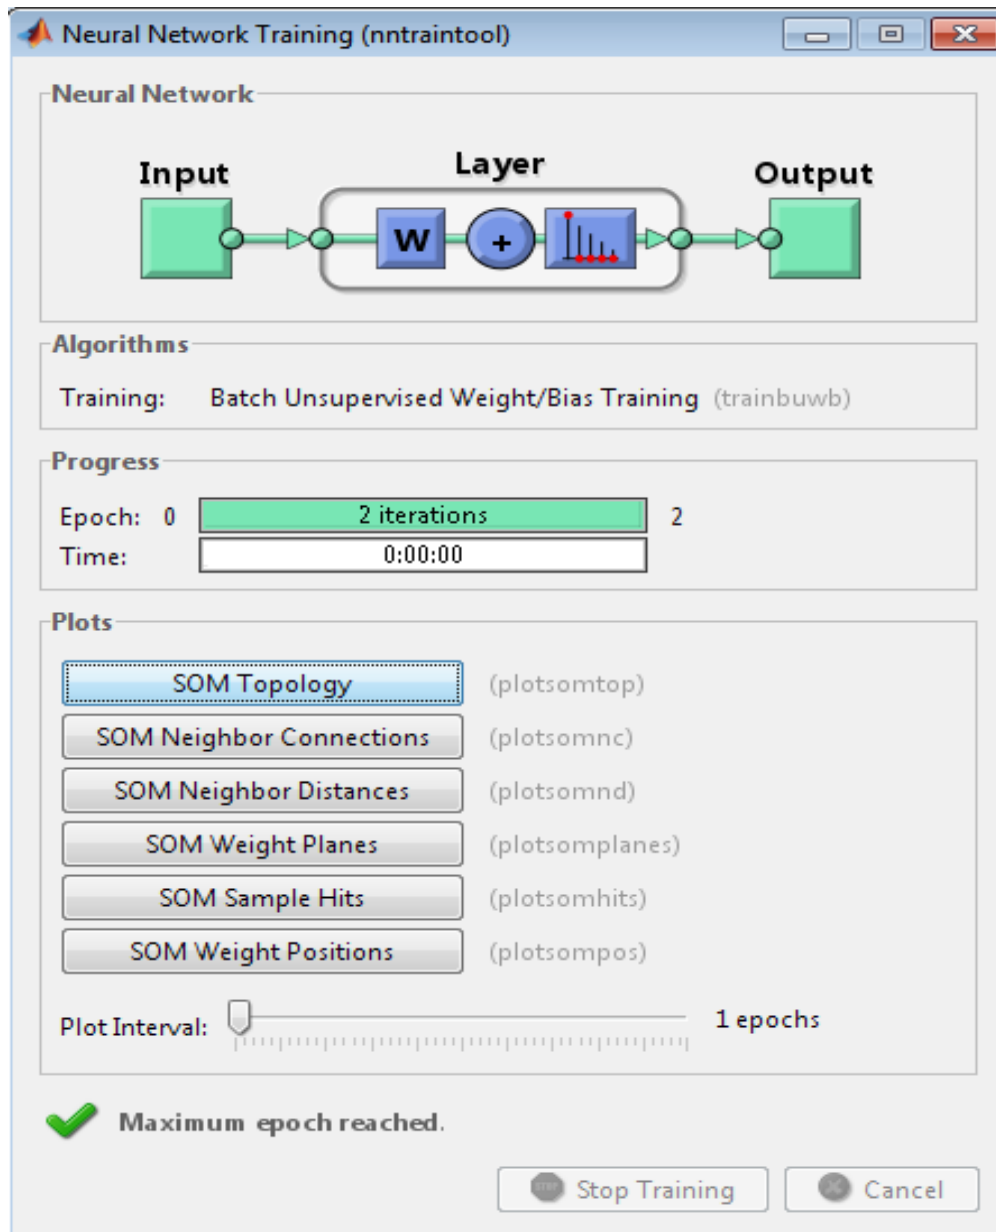 Neural Network Training (nntraintool)
Neural Network
Input
Layer
Output
W
+
Algorithms
Training: Batch Unsupervised Weight/Bias Training (trainbuwb)
Progress
Epoch: 0 2 iterations 2
Time: 0:00:00
Plots
SOM Topology (plotsomtop)
SOM Neighbor Connections (plotsomnc)
SOM Neighbor Distances (plotsomnd)
SOM Weight Planes (plotsomplanes)
SOM Sample Hits (plotsomhits)
SOM Weight Positions (plotsompos)
Plot Interval: 1 epochs
Maximum epoch reached.
STOP Stop Training Cancel